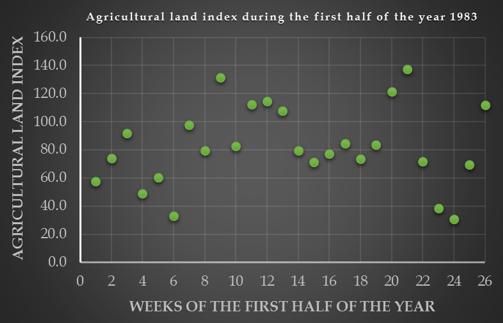 Agricultural land index during the first half of the year 1983
AGRICULTURAL LAND INDEX
160.0
140.0
120.0
100.0
80.0
60.0
40.0
20.0
0.0
0 2 4 6 8 10 12 14 16 18 20 22 24 26
WEEKS OF THE FIRST HALF OF THE YEAR